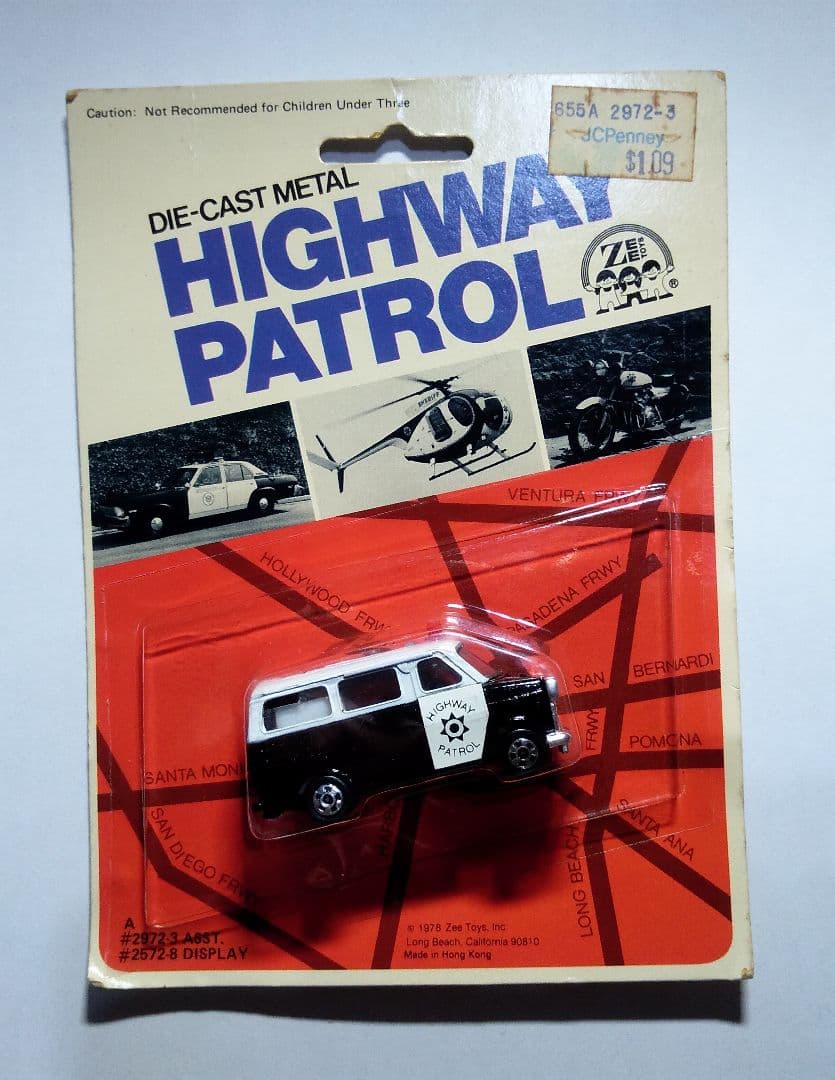 Caution: Not Recommended for Children Under Three
655A 2972-3
JCPenney
$1.09
DIE-CAST METAL
HIGHWAY
PATROL
ZEE
TOYS
®
SHERIFF
VENTURA FRWY
HOLLYWOOD FRWY
PASADENA FRWY
SAN BERNARDI
FRWY
POMONA
HIGHWAY
PATROL
SANTA MONI
SAN DIEGO FRWY
SANTA ANA
LONG BEACH
A
#2972-3 ASST.
#2572-8 DISPLAY
© 1978 Zee Toys, Inc
Long Beach, California 90810
Made in Hong Kong